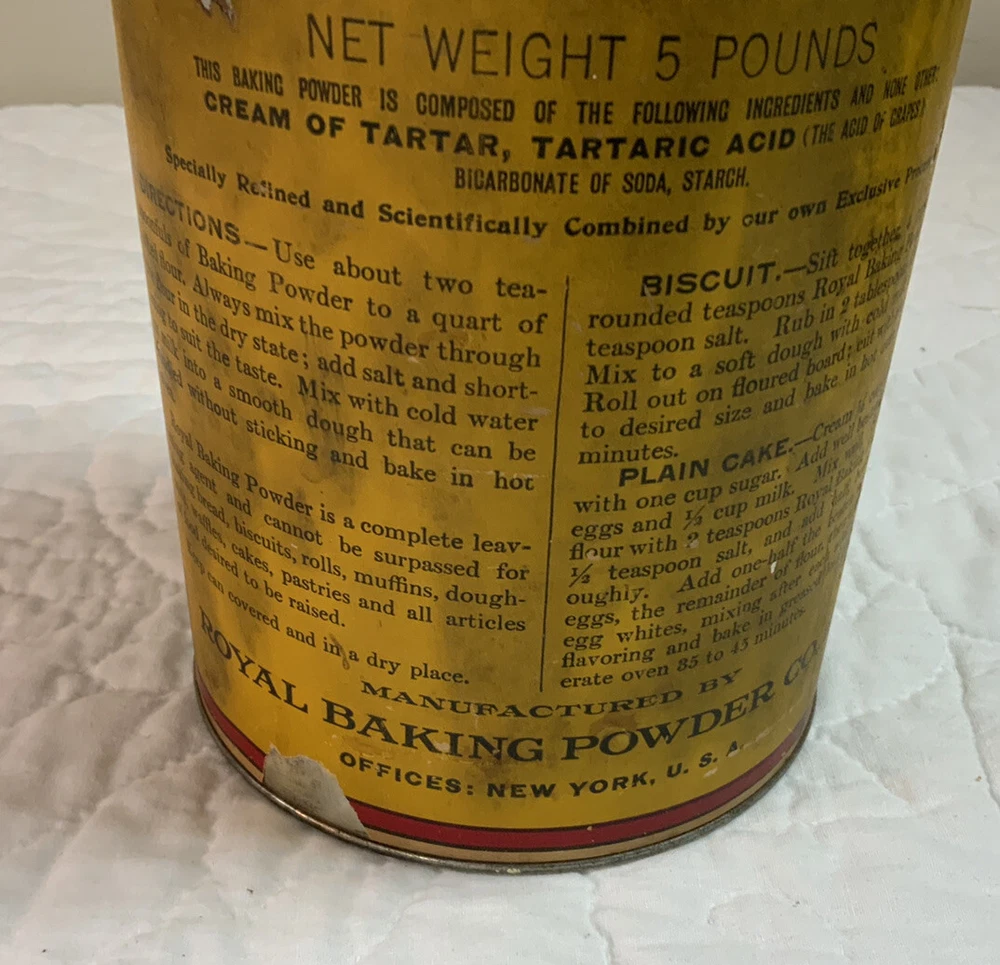 NET WEIGHT 5 POUNDS
THIS BAKING POWDER IS COMPOSED OF THE FOLLOWING INGREDIENTS AND NONE OTHER:
CREAM OF TARTAR, TARTARIC ACID (THE ACID OF GRAPES)
BICARBONATE OF SODA, STARCH.
Specially Refined and Scientifically Combined by our own Exclusive
DIRECTIONS—Use about two tea-
of Baking Powder to a quart of
flour. Always mix the powder through
in the dry state; add salt and short-
to suit the taste. Mix with cold water
into a smooth dough that can be
without sticking and bake in hot
Royal Baking Powder is a complete leav-
agent and cannot be surpassed for
bread, biscuits, rolls, muffins, dough-
waffles, cakes, pastries and all articles
desired to be raised.
Keep can covered and in a dry place.
BISCUIT.—Sift together
rounded teaspoons Royal Baking
teaspoon salt. Rub in 2
Mix to a soft dough with cold
Roll out on floured board; cut
to desired size and bake in hot
minutes.
PLAIN CAKE.—Cream
with one cup sugar. Add well
eggs and ½ cup milk. Mix
flour with 2 teaspoons Royal
½ teaspoon salt, and add
oughly. Add one-half the
eggs, the remainder of flour,
egg whites, mixing after each
flavoring and bake in greased
erate oven 35 to 45 minutes.
MANUFACTURED BY
ROYAL BAKING POWDER CO.
OFFICES: NEW YORK, U. S. A.